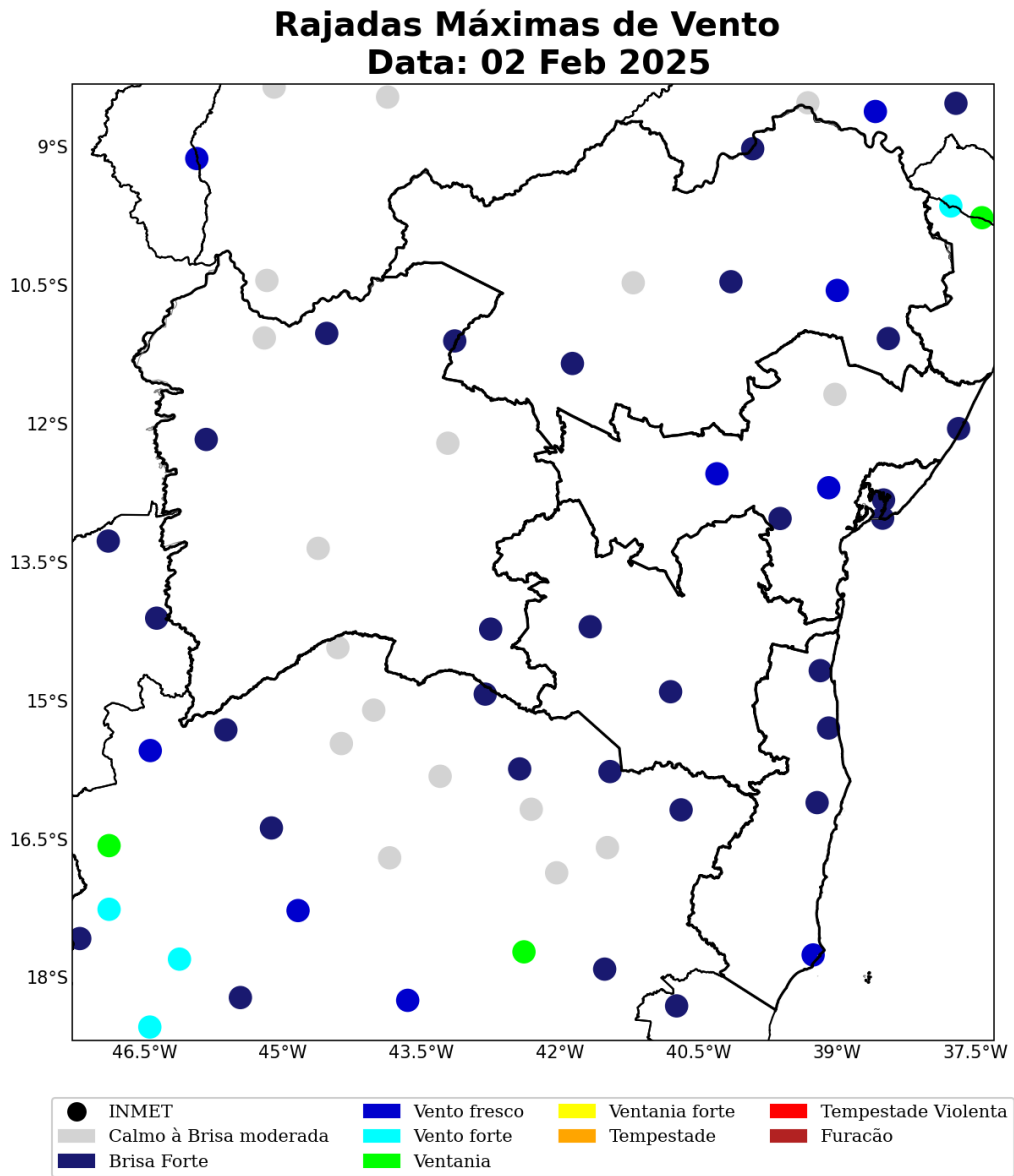 Rajadas Máximas de Vento
Data: 02 Feb 2025
9°S
10.5°S
12°S
13.5°S
15°S
16.5°S
18°S
46.5°W 45°W 43.5°W 42°W 40.5°W 39°W 37.5°W
INMET Vento fresco Ventania forte Tempestade Violenta
Calmo à Brisa moderada Vento forte Tempestade Furacão
Brisa Forte Ventania